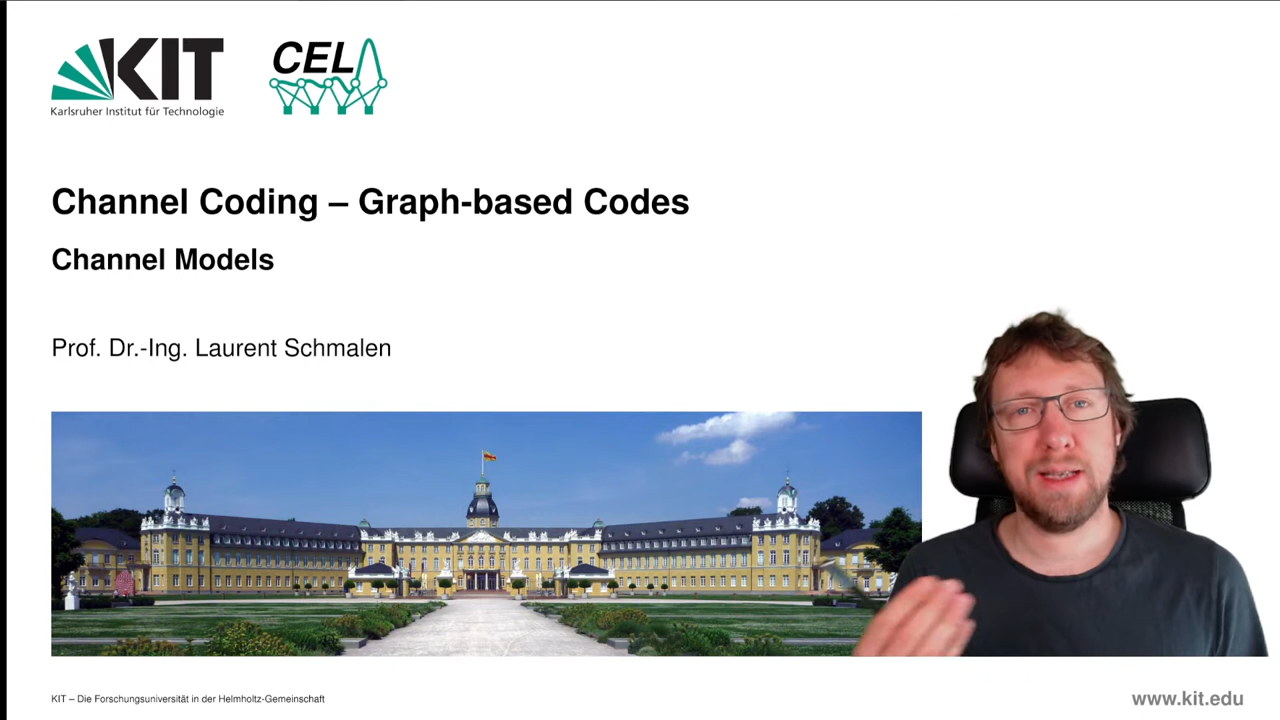 KIT
Karlsruher Institut für Technologie
CEL
Channel Coding – Graph-based Codes
Channel Models
Prof. Dr.-Ing. Laurent Schmalen
KIT – Die Forschungsuniversität in der Helmholtz-Gemeinschaft
www.kit.edu